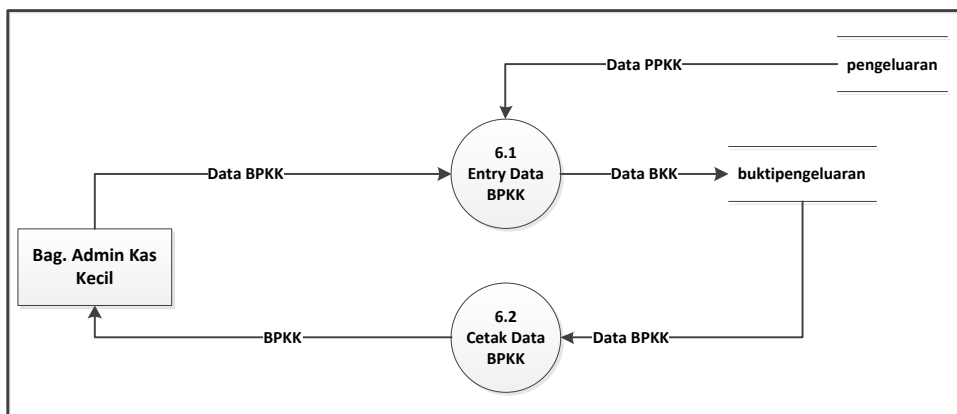 Data PPKK
pengeluaran
6.1
Entry Data
BPKK
Data BPKK
Data BKK
buktipengeluaran
Bag. Admin Kas
Kecil
6.2
Cetak Data
BPKK
BPKK
Data BPKK